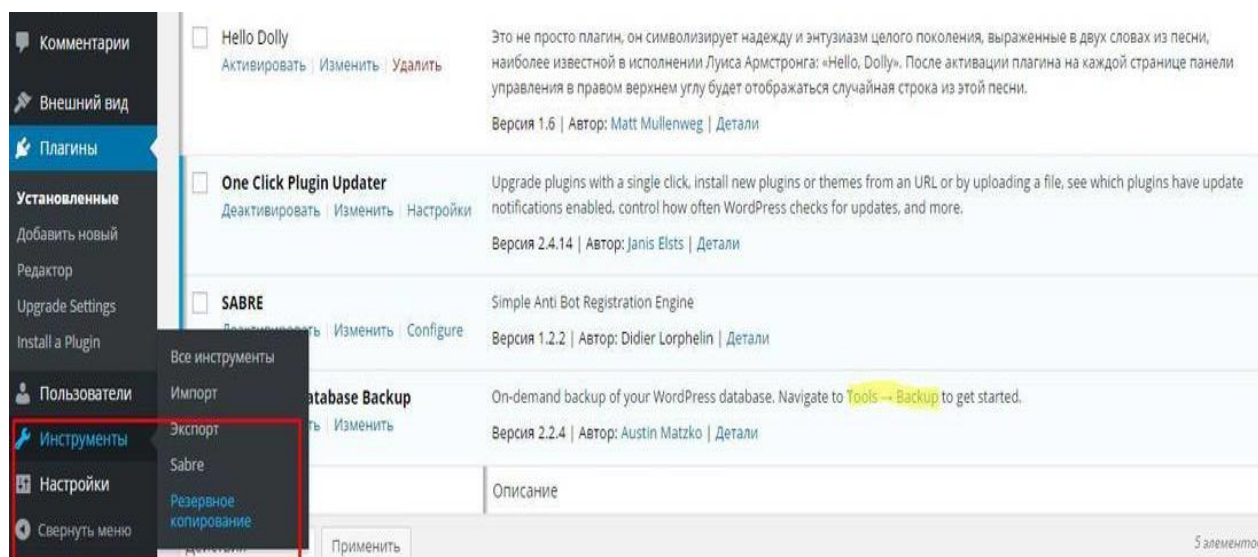 Комментарии
Внешний вид
Плагины
Установленные
Добавить новый
Редактор
Upgrade Settings
Install a Plugin
Пользователи
Инструменты
Настройки
Свернуть меню
Все инструменты
Импорт
Экспорт
Sabre
Резервное
копирование
Hello Dolly
Активировать | Изменить | Удалить
Это не просто плагин, он символизирует надежду и энтузиазм целого поколения, выраженные в двух словах из песни,
наиболее известной в исполнении Луиса Армстронга: «Hello, Dolly». После активации плагина на каждой странице панели
управления в правом верхнем углу будет отображаться случайная строка из этой песни.
Версия 1.6 | Автор: Matt Mullenweg | Детали
One Click Plugin Updater
Деактивировать | Изменить | Настройки
Upgrade plugins with a single click, install new plugins or themes from an URL or by uploading a file, see which plugins have update
notifications enabled, control how often WordPress checks for updates, and more.
Версия 2.4.14 | Автор: Janis Elsts | Детали
SABRE
Изменить | Configure
Simple Anti Bot Registration Engine
Версия 1.2.2 | Автор: Didier Lorphelin | Детали
atabase Backup
ть | Изменить
On-demand backup of your WordPress database. Navigate to Tools → Backup to get started.
Версия 2.2.4 | Автор: Austin Matzko | Детали
Описание
Применить
5 элементо